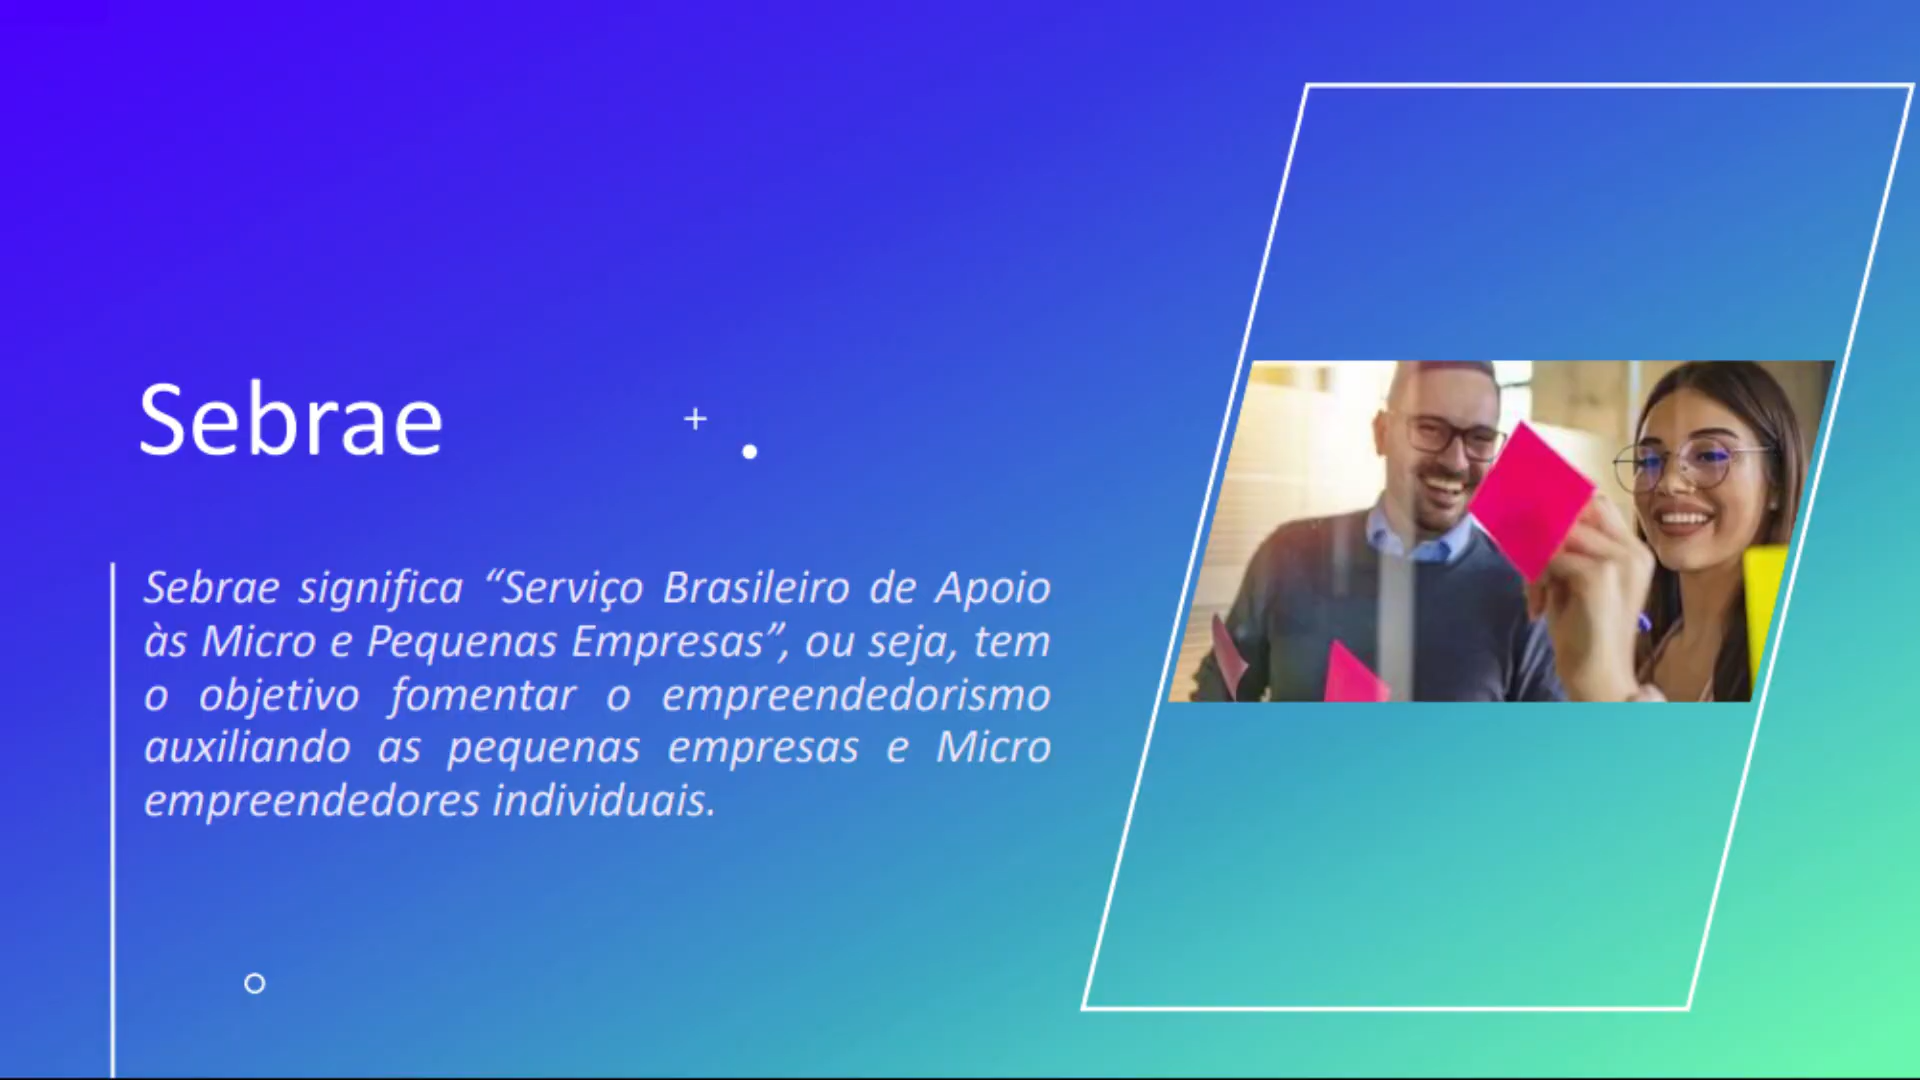 Sebrae
Sebrae significa “Serviço Brasileiro de Apoio
às Micro e Pequenas Empresas”, ou seja, tem
o objetivo fomentar o empreendedorismo
auxiliando as pequenas empresas e Micro
empreendedores individuais.